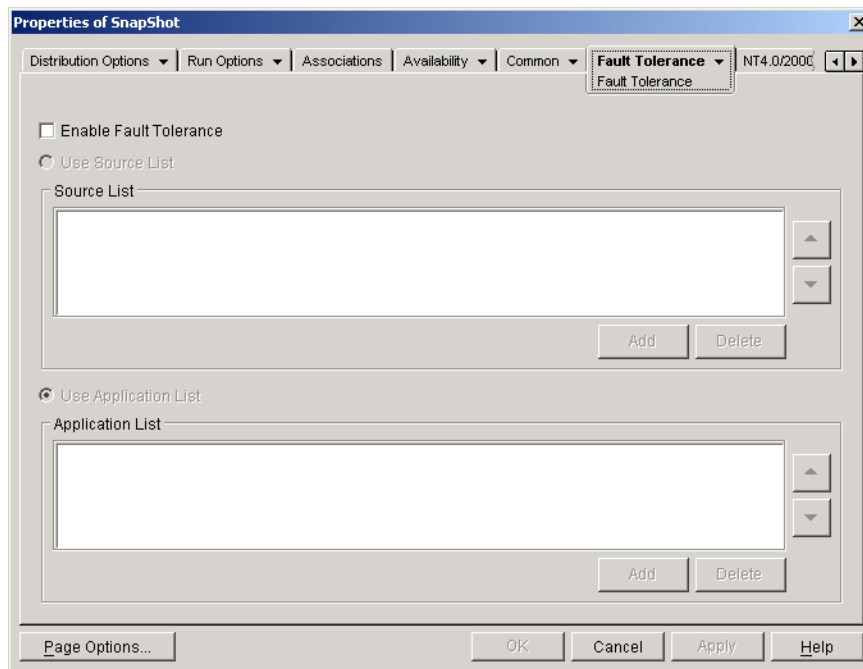 Properties of SnapShot
Distribution Options Run Options Associations Availability Common Fault Tolerance NT4.0/2000
Fault Tolerance
Enable Fault Tolerance
Use Source List
Source List
Add Delete
Use Application List
Application List
Add Delete
Page Options... OK Cancel Apply Help